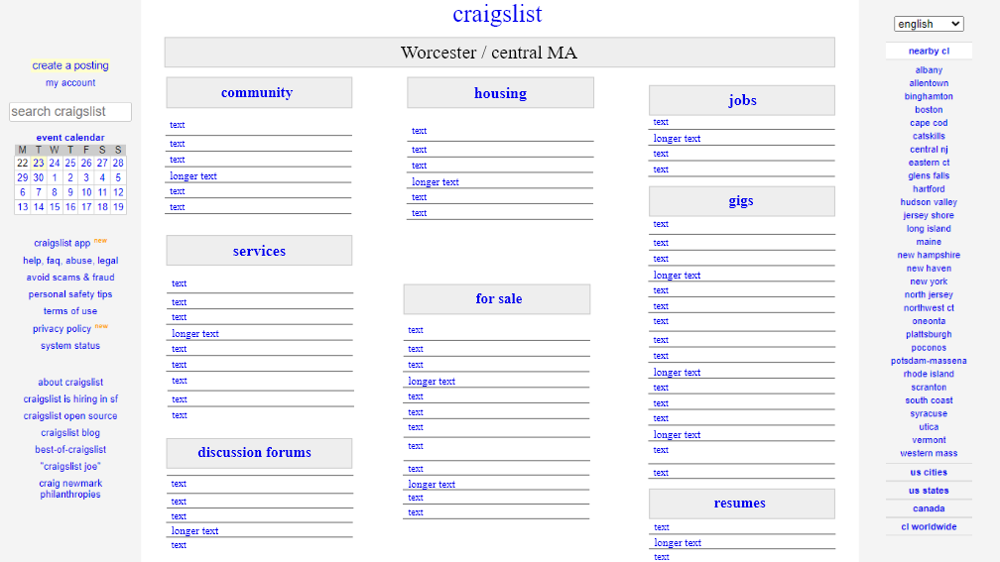 craigslist
english
create a posting
my account
search craigslist
event calendar
M T W T F S S
22 23 24 25 26 27 28
29 30 1 2 3 4 5
6 7 8 9 10 11 12
13 14 15 16 17 18 19
craigslist app new
help, faq, abuse, legal
avoid scams & fraud
personal safety tips
terms of use
privacy policy new
system status
about craigslist
craigslist is hiring in sf
craigslist open source
craigslist blog
best-of-craigslist
"craigslist joe"
craig newmark
philanthropies
Worcester / central MA
community
text
text
text
longer text
text
text
services
text
text
text
longer text
text
text
text
text
text
discussion forums
text
text
text
longer text
text
housing
text
text
text
longer text
text
text
for sale
text
text
text
longer text
text
text
text
text
text
longer text
text
text
jobs
text
longer text
text
text
gigs
text
text
text
longer text
text
text
text
text
text
longer text
text
text
text
longer text
text
text
resumes
text
longer text
text
nearby cl
albany
allentown
binghamton
boston
cape cod
catskills
central nj
eastern ct
glens falls
hartford
hudson valley
jersey shore
long island
maine
new hampshire
new haven
new york
north jersey
northwest ct
oneonta
plattsburgh
poconos
potsdam-massena
rhode island
scranton
south coast
syracuse
utica
vermont
western mass
us cities
us states
canada
cl worldwide